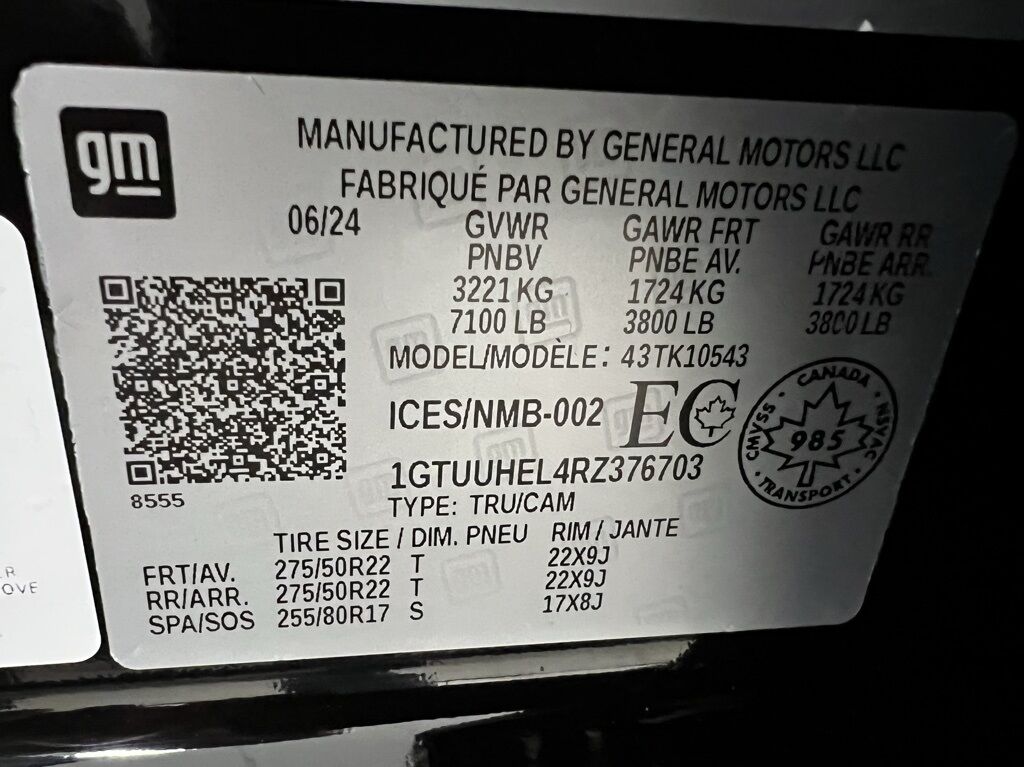 gm
MANUFACTURED BY GENERAL MOTORS LLC
FABRIQUÉ PAR GENERAL MOTORS LLC
06/24 GVWR GAWR FRT GAWR RR
PNBV PNBE AV. PNBE ARR.
3221 KG 1724 KG 1724 KG
7100 LB 3800 LB 3800 LB
MODEL/MODÈLE: 43TK10543
ICES/NMB-002 EC
CANADA
CMVSS 985 NSVAC
TRANSPORT
1GTUUHEL4RZ376703
8555
TYPE: TRU/CAM
TIRE SIZE / DIM. PNEU RIM / JANTE
FRT/AV. 275/50R22 T 22X9J
RR/ARR. 275/50R22 T 22X9J
SPA/SOS 255/80R17 S 17X8J
OVE